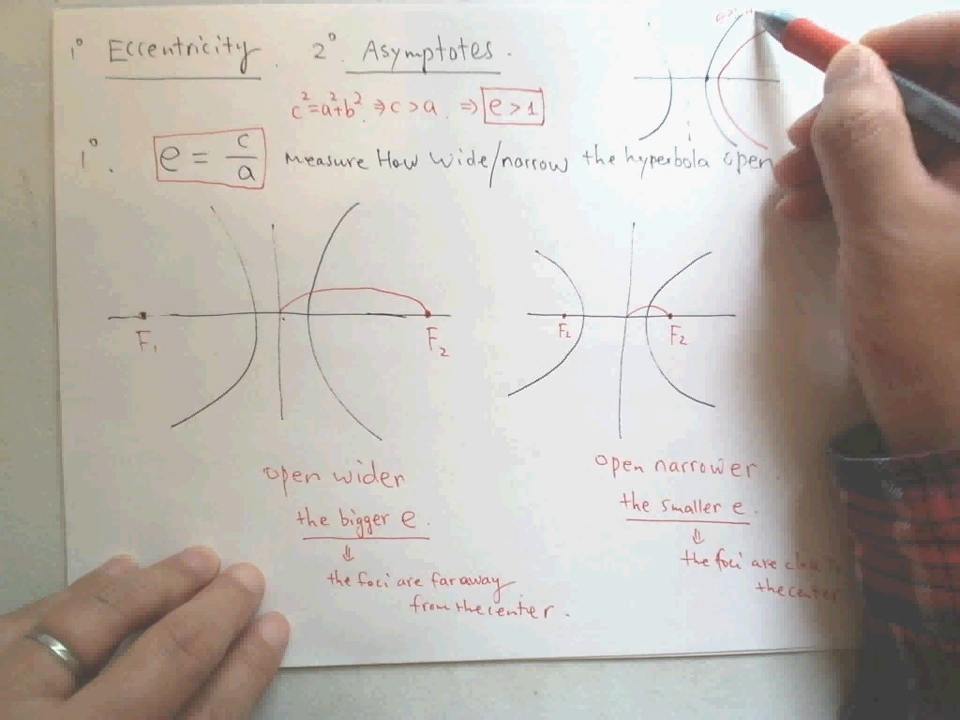 1° Eccentricity. 2° Asymptotes.
c²=a²+b². ⇒ c>a ⇒ e>1
1°. e = c/a measure How wide/narrow the hyperbola open
F₁ F₂
F₁ F₂
open wider
the bigger e.
⇓
the foci are far away
from the center.
open narrower
the smaller e.
⇓
the foci are
the center